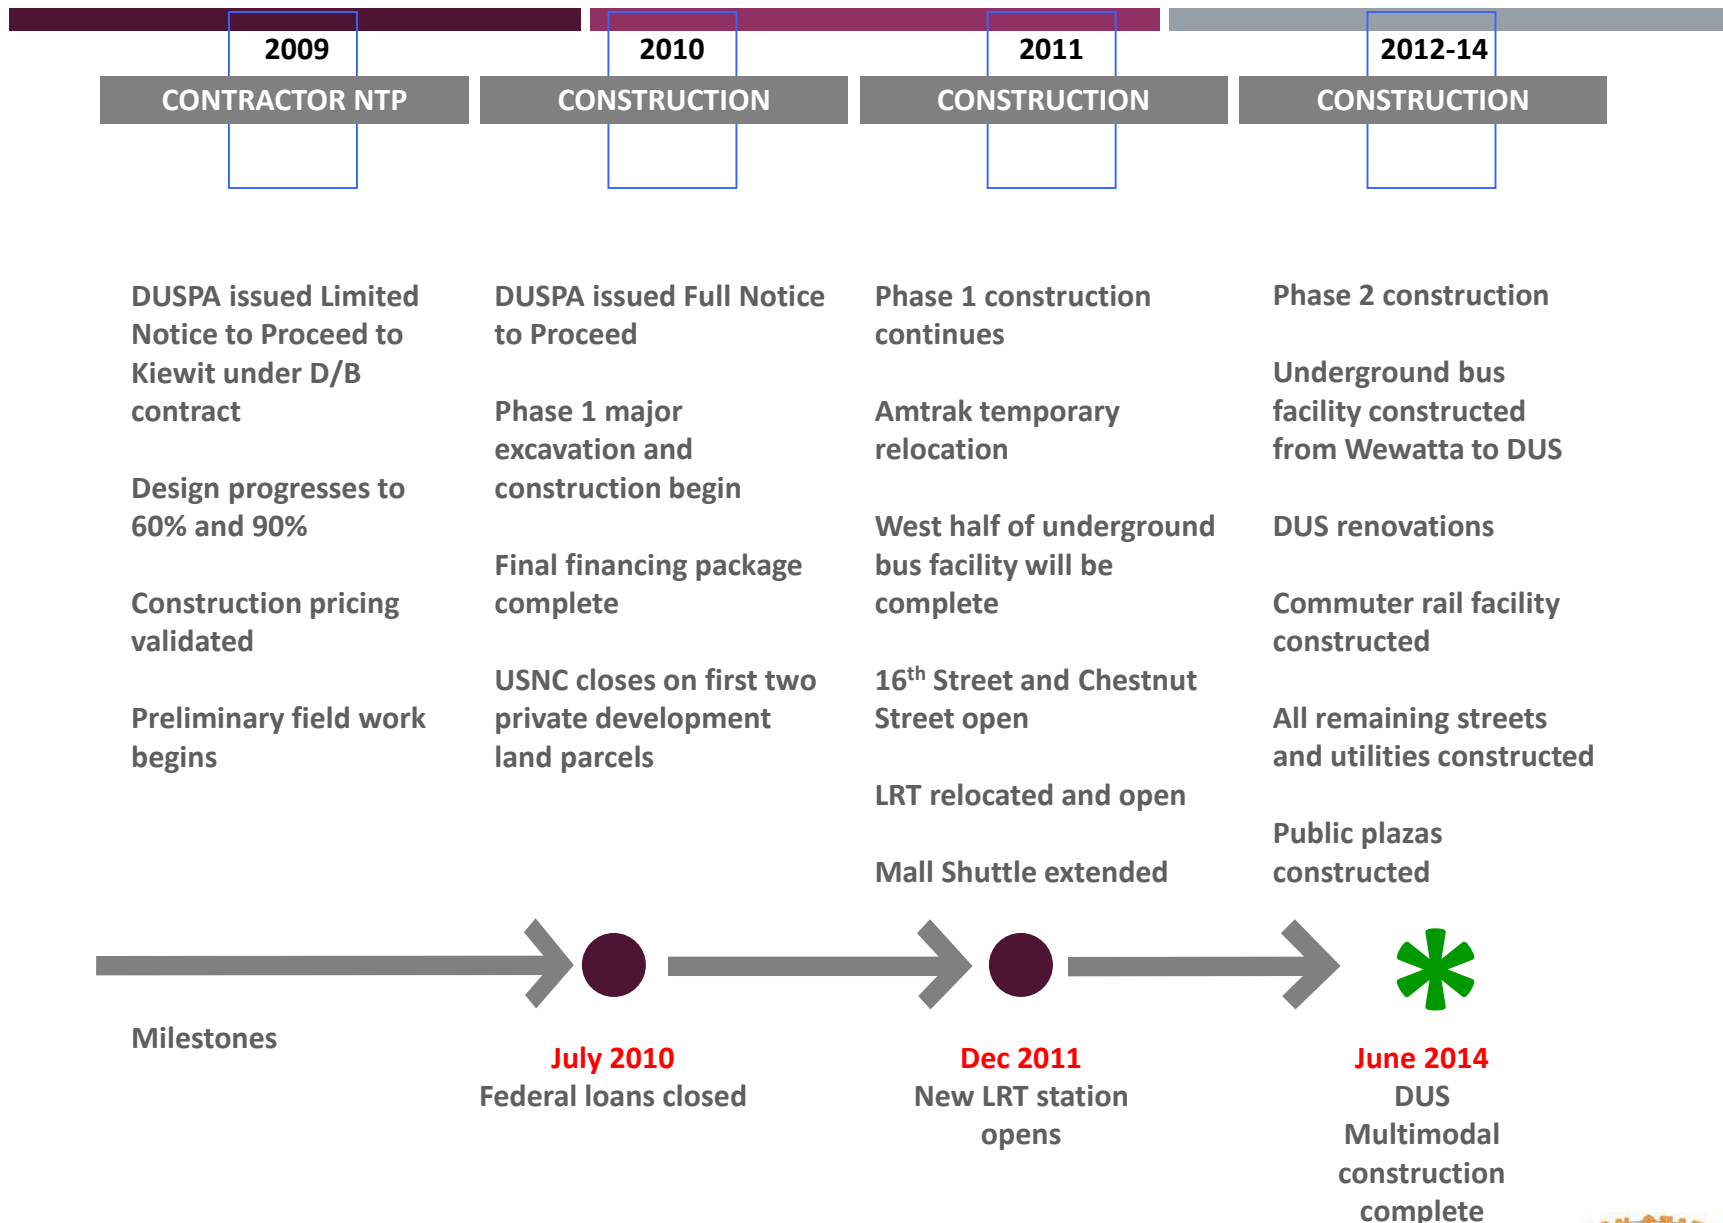 2009
CONTRACTOR NTP
DUSPA issued Limited
Notice to Proceed to
Kiewit under D/B
contract
Design progresses to
60% and 90%
Construction pricing
validated
Preliminary field work
begins
2010
CONSTRUCTION
DUSPA issued Full Notice
to Proceed
Phase 1 major
excavation and
construction begin
Final financing package
complete
USNC closes on first two
private development
land parcels
2011
CONSTRUCTION
Phase 1 construction
continues
Amtrak temporary
relocation
West half of underground
bus facility will be
complete
16th Street and Chestnut
Street open
LRT relocated and open
Mall Shuttle extended
2012-14
CONSTRUCTION
Phase 2 construction
Underground bus
facility constructed
from Wewatta to DUS
DUS renovations
Commuter rail facility
constructed
All remaining streets
and utilities constructed
Public plazas
constructed
Milestones
July 2010
Federal loans closed
Dec 2011
New LRT station
opens
June 2014
DUS
Multimodal
construction
complete